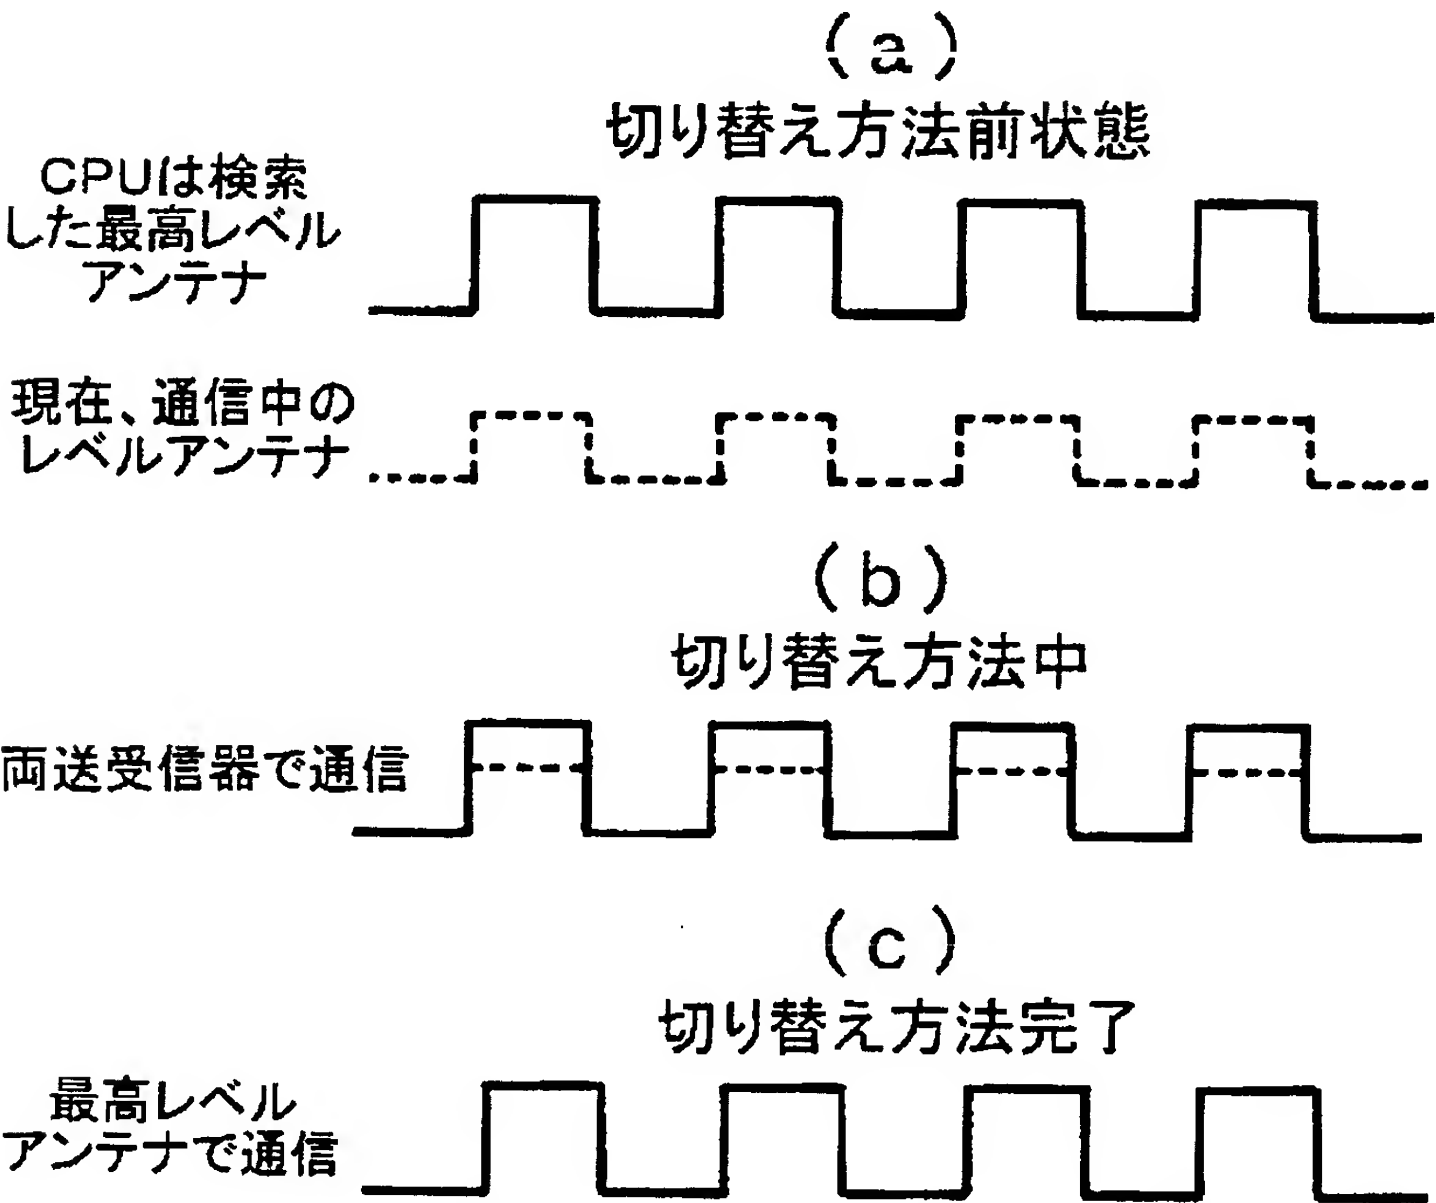 (a)
切り替え方法前状態
CPUは検索
した最高レベル
アンテナ
現在、通信中の
レベルアンテナ
(b)
切り替え方法中
両送受信器で通信
(c)
切り替え方法完了
最高レベル
アンテナで通信